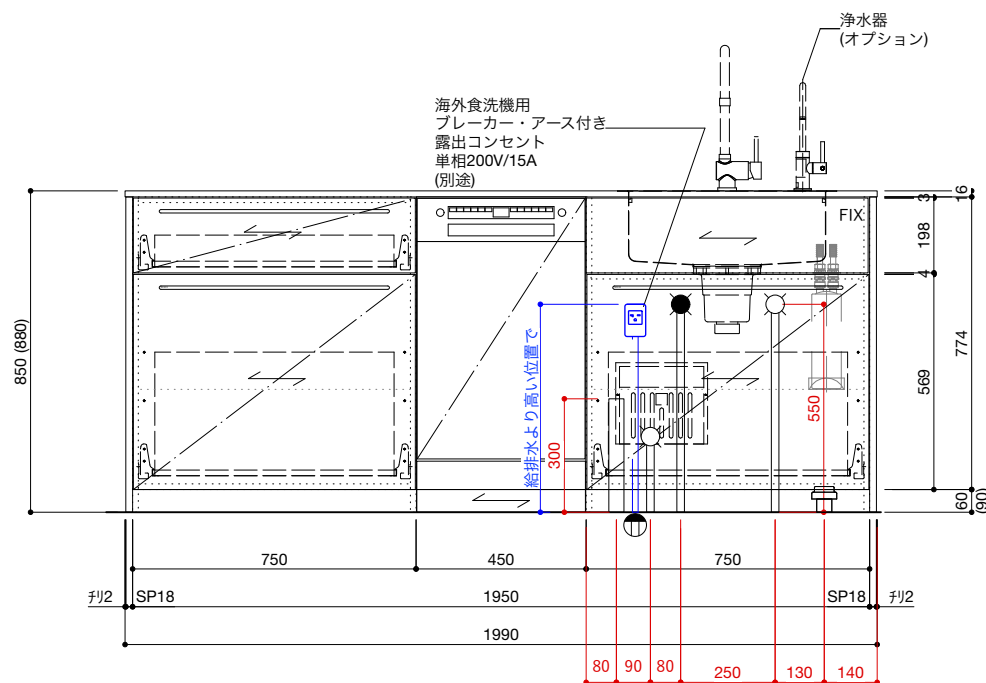 浄水器
(オプション)
海外食洗機用
ブレーカー・アース付き
露出コンセント
単相200V/15A
(別途)
FIX
3
16
198
4
774
569
60
(90)
850 (880)
給排水より高い位置で
300
550
750
450
750
チリ2
SP18
1950
SP18
チリ2
1990
80
90
80
250
130
140